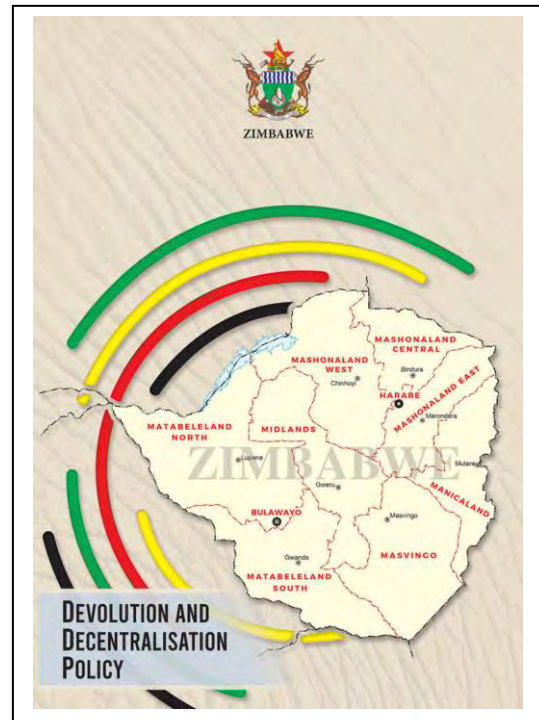 ZIMBABWE
MASHONALAND
CENTRAL
MASHONALAND
WEST
Bindura
Chinhoyi
HARARE
MASHONALAND EAST
Marondera
MATABELELAND
NORTH
MIDLANDS
ZIMBABWE
Lupane
Mutare
Gweru
MANICALAND
BULAWAYO
Masvingo
MASVINGO
Gwanda
MATABELELAND
SOUTH
DEVOLUTION AND
DECENTRALISATION
POLICY